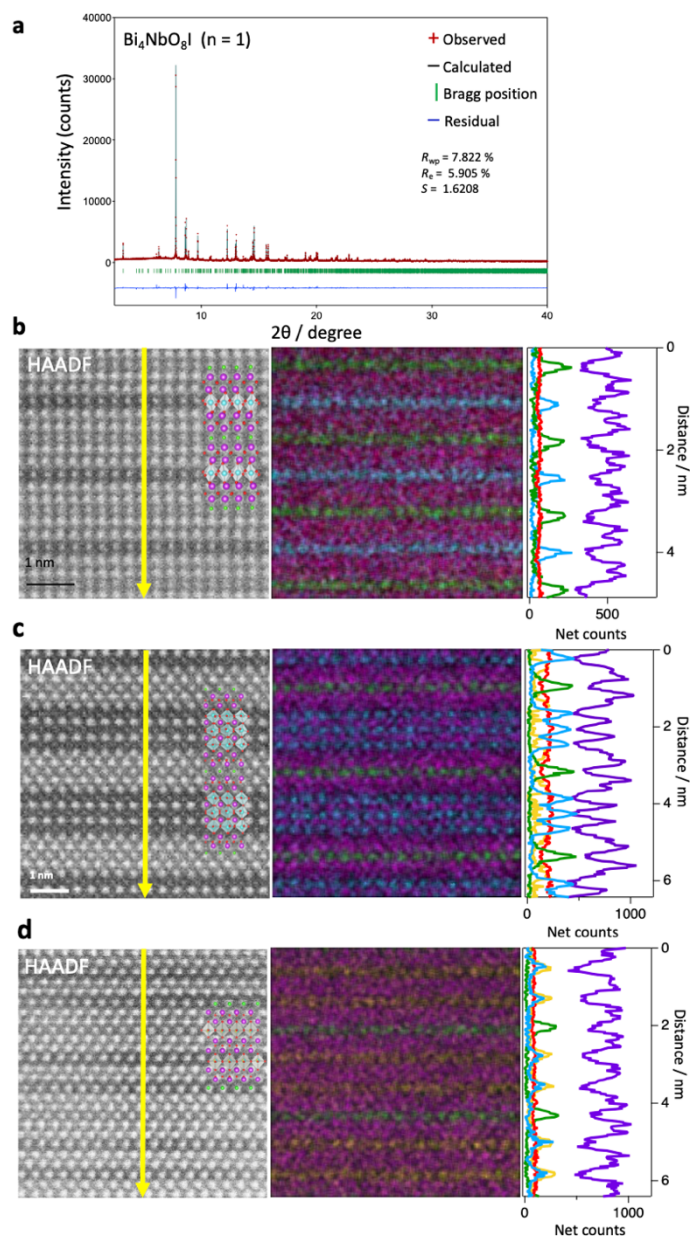 a
Bi₄NbO₈I (n = 1)
+ Observed
− Calculated
| Bragg position
− Residual
R_wp = 7.822 %
R_e = 5.905 %
S = 1.6208
Intensity (counts)
40000
30000
20000
10000
0
10
20
30
40
2θ / degree
b
HAADF
1 nm
0
2
4
Distance / nm
0
500
Net counts
c
HAADF
1 nm
0
2
4
6
Distance / nm
0
1000
Net counts
d
HAADF
0
2
4
6
Distance / nm
0
1000
Net counts